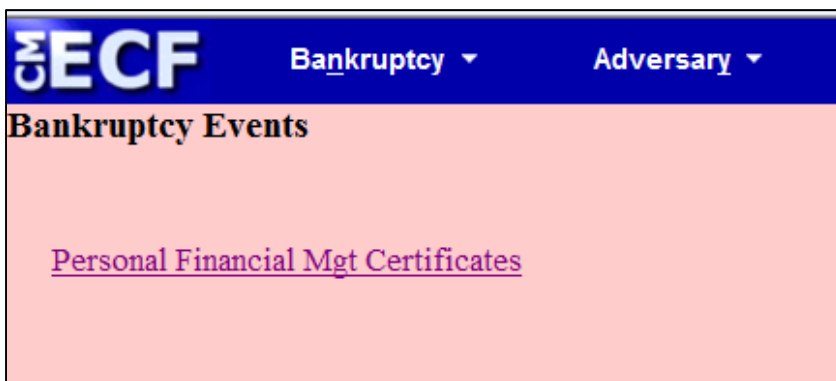 CM ECF Bankruptcy Adversary
Bankruptcy Events
Personal Financial Mgt Certificates